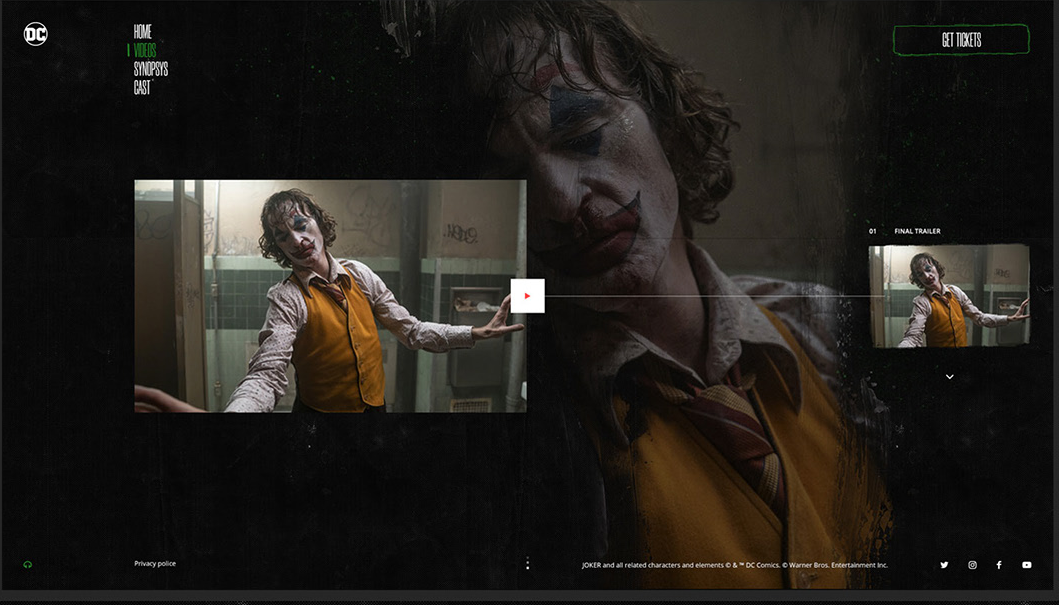 DC
HOME
VIDEOS
SYNOPSYS
CAST
GET TICKETS
01 FINAL TRAILER
Privacy police
JOKER and all related characters and elements © & ™ DC Comics. © Warner Bros. Entertainment Inc.